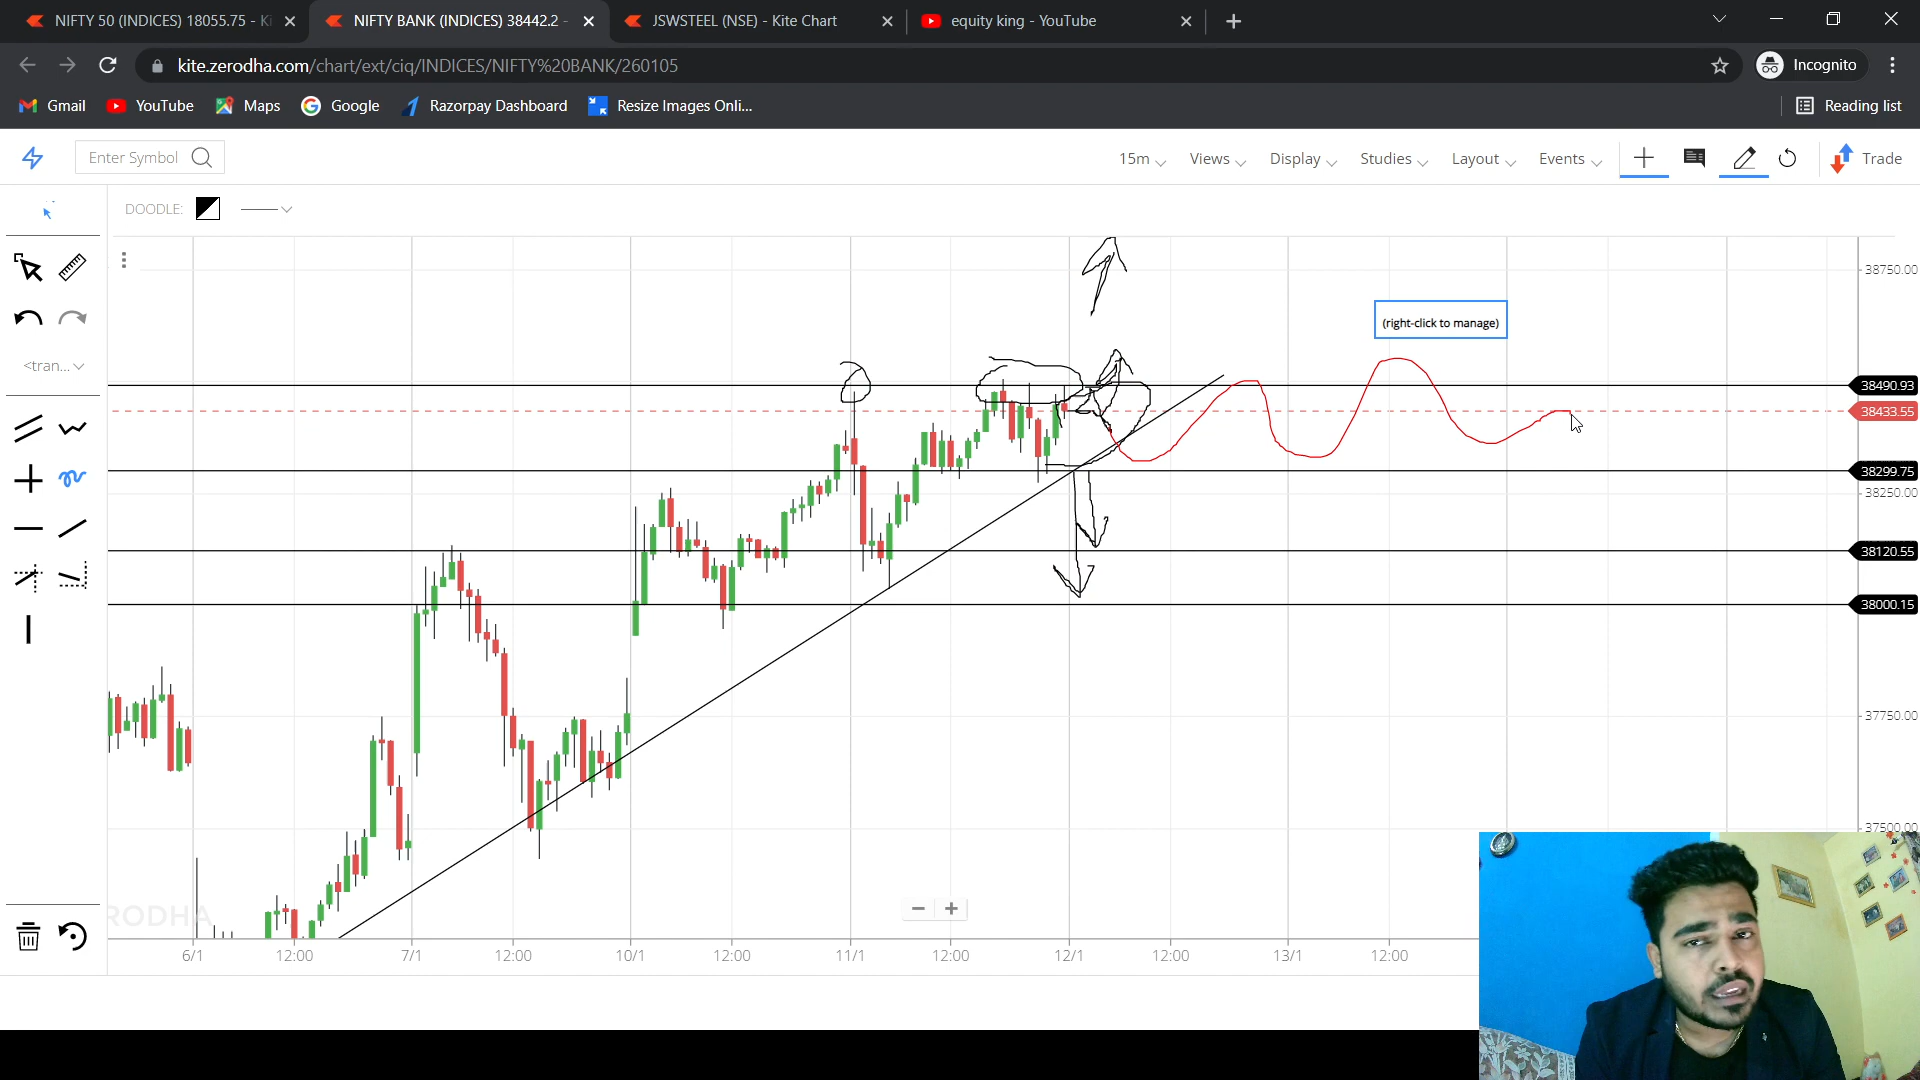 NIFTY 50 (INDICES) 18055.75 - Ki
NIFTY BANK (INDICES) 38442.2 -
JSWSTEEL (NSE) - Kite Chart
equity king - YouTube
kite.zerodha.com/chart/ext/ciq/INDICES/NIFTY%20BANK/260105
Incognito
Gmail
YouTube
Maps
Google
Razorpay Dashboard
Resize Images Onli...
Reading list
Enter Symbol
15m
Views
Display
Studies
Layout
Events
Trade
DOODLE:
<tran...
(right-click to manage)
38750.00
38490.93
38433.55
38299.75
38250.00
38120.55
38000.15
37750.00
37500.00
RODHA
6/1
12:00
7/1
12:00
10/1
12:00
11/1
12:00
12/1
12:00
13/1
12:00